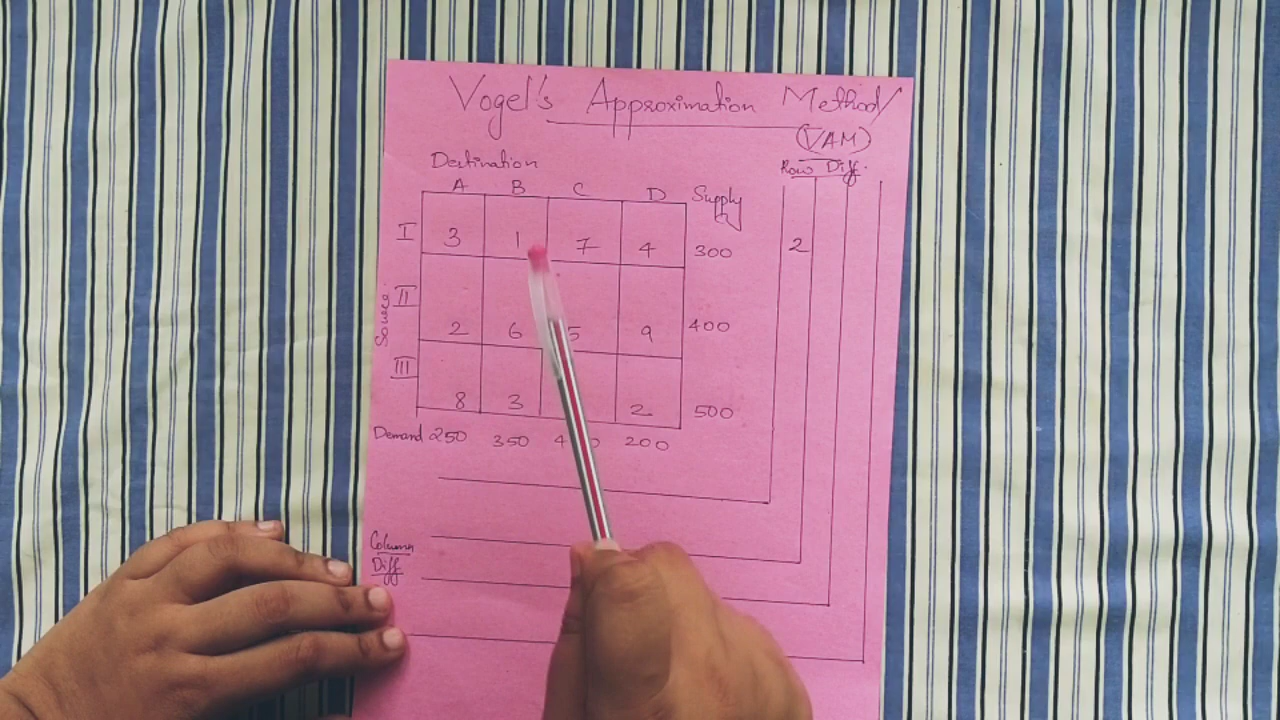 Vogel's Approximation Method
(VAM)
Destination
Row Diff.
A B C D Supply
I 3 1 7 4 300 2
Source.
II 2 6 5 9 400
III 8 3 2 500
Demand 250 350 200
Column
Diff